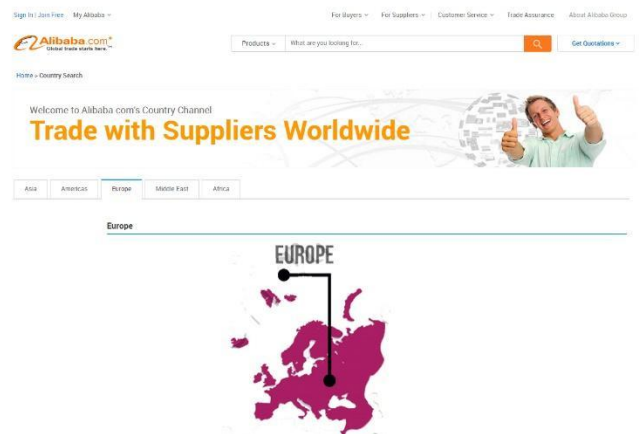 Sign In | Join Free My Alibaba
For Buyers For Suppliers Customer Service Trade Assurance About Alibaba Group
Alibaba.com
Global trade starts here.™
Products What are you looking for... Get Quotations
Home » Country Search
Welcome to Alibaba.com's Country Channel
Trade with Suppliers Worldwide
Asia Americas Europe Middle East Africa
Europe
EUROPE